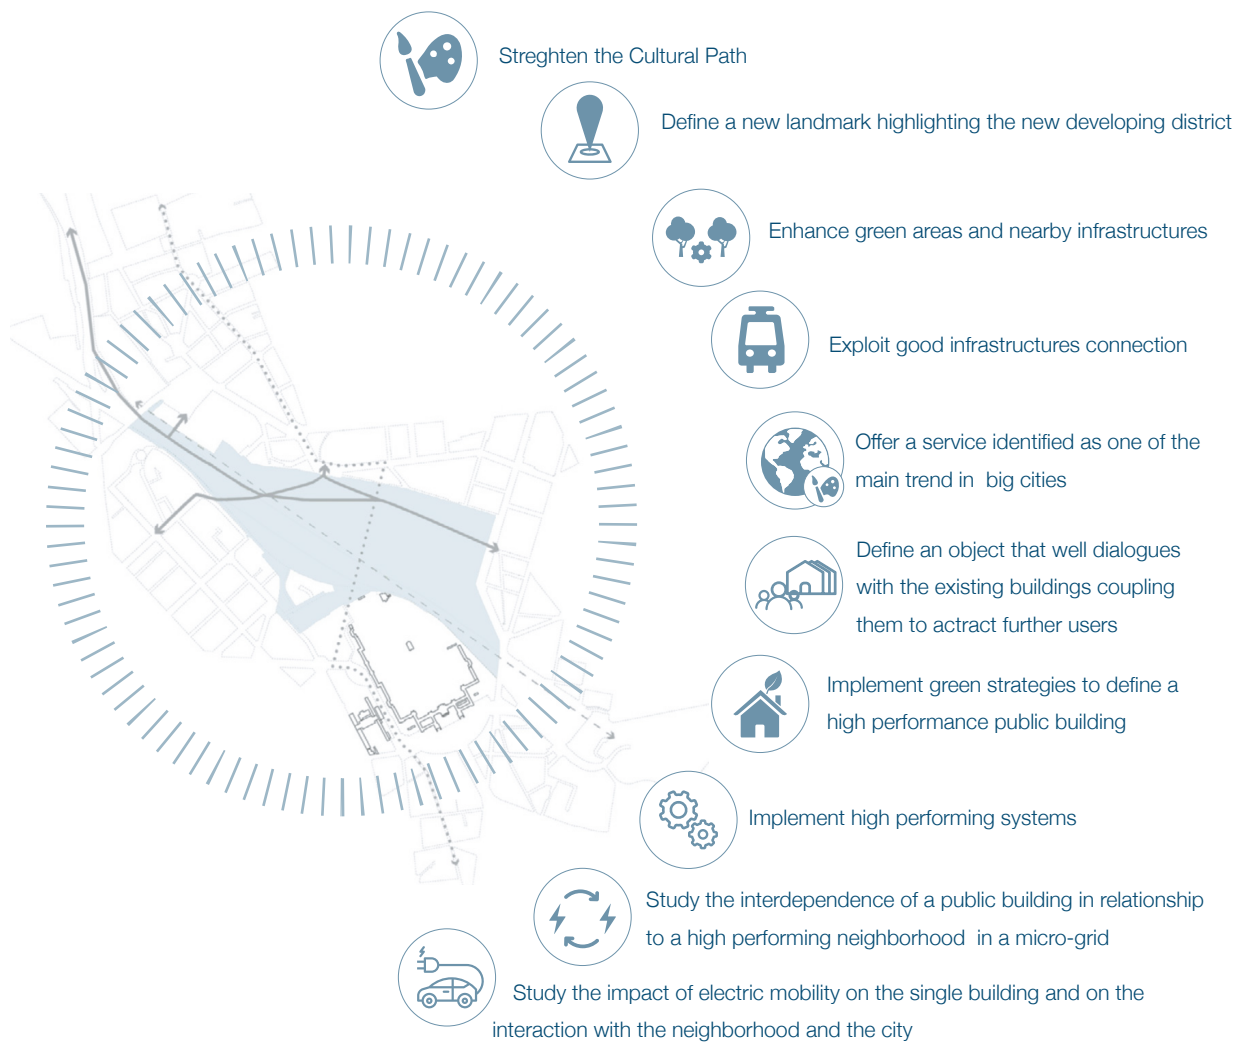 Streghten the Cultural Path
Define a new landmark highlighting the new developing district
Enhance green areas and nearby infrastructures
Exploit good infrastructures connection
Offer a service identified as one of the
main trend in  big cities
Define an object that well dialogues
with the existing buildings coupling
them to actract further users
Implement green strategies to define a
high performance public building
Implement high performing systems
Study the interdependence of a public building in relationship
to a high performing neighborhood  in a micro-grid
Study the impact of electric mobility on the single building and on the
interaction with the neighborhood and the city